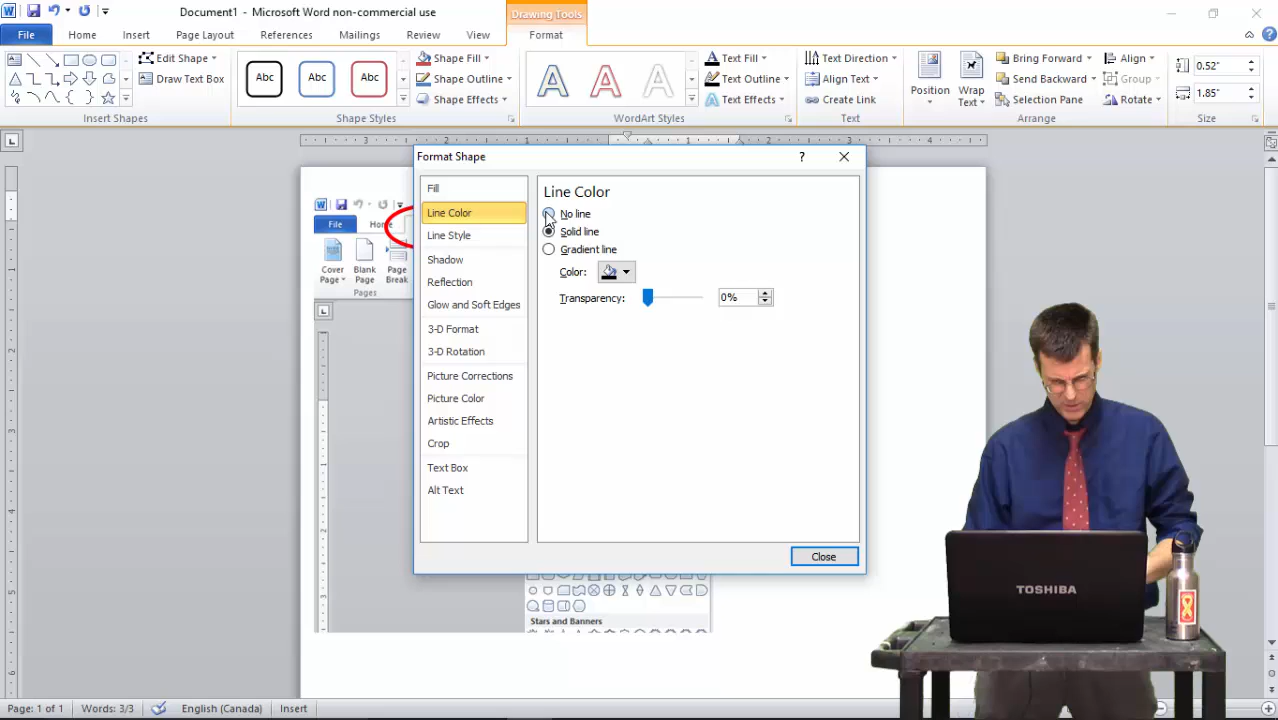 Document1 - Microsoft Word non-commercial use
Drawing Tools
File Home Insert Page Layout References Mailings Review View Format
Edit Shape
Draw Text Box
Insert Shapes
Abc Abc Abc
Shape Fill
Shape Outline
Shape Effects
Shape Styles
A A A
Text Fill
Text Outline
Text Effects
WordArt Styles
Text Direction
Align Text
Create Link
Text
Position
Wrap
Text
Bring Forward
Send Backward
Selection Pane
Align
Group
Rotate
Arrange
0.52"
1.85"
Size
3 2 1 1 2 3
File Home
Cover
Page
Blank
Page
Page
Break
Pages
Format Shape
Fill
Line Color
Line Style
Shadow
Reflection
Glow and Soft Edges
3-D Format
3-D Rotation
Picture Corrections
Picture Color
Artistic Effects
Crop
Text Box
Alt Text
Line Color
No line
Solid line
Gradient line
Color:
Transparency:
0%
Close
Stars and Banners
TOSHIBA
Page: 1 of 1 Words: 3/3 English (Canada) Insert